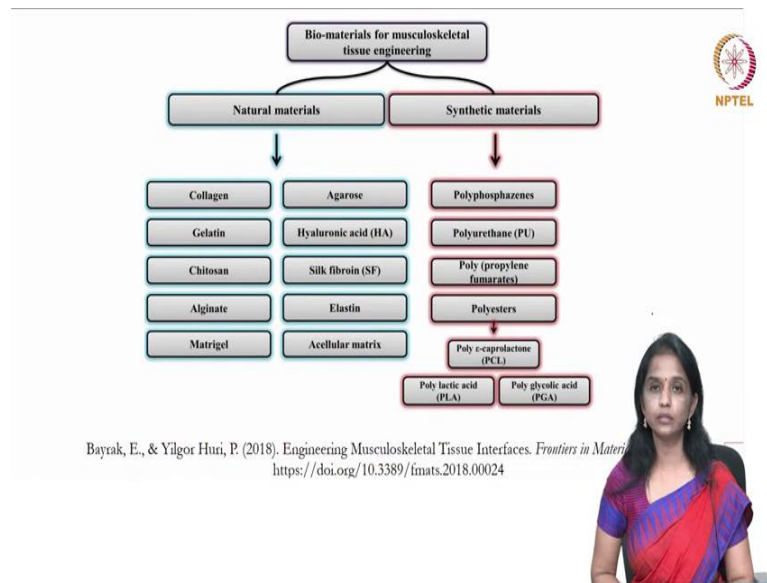 Bio-materials for musculoskeletal
tissue engineering
NPTEL
Natural materials
Synthetic materials
Collagen
Agarose
Polyphosphazenes
Gelatin
Hyaluronic acid (HA)
Polyurethane (PU)
Chitosan
Silk fibroin (SF)
Poly (propylene
fumarates)
Alginate
Elastin
Polyesters
Matrigel
Acellular matrix
Poly ε-caprolactone
(PCL)
Poly lactic acid
(PLA)
Poly glycolic acid
(PGA)
Bayrak, E., & Yilgor Huri, P. (2018). Engineering Musculoskeletal Tissue Interfaces. Frontiers in Materi
https://doi.org/10.3389/fmats.2018.00024